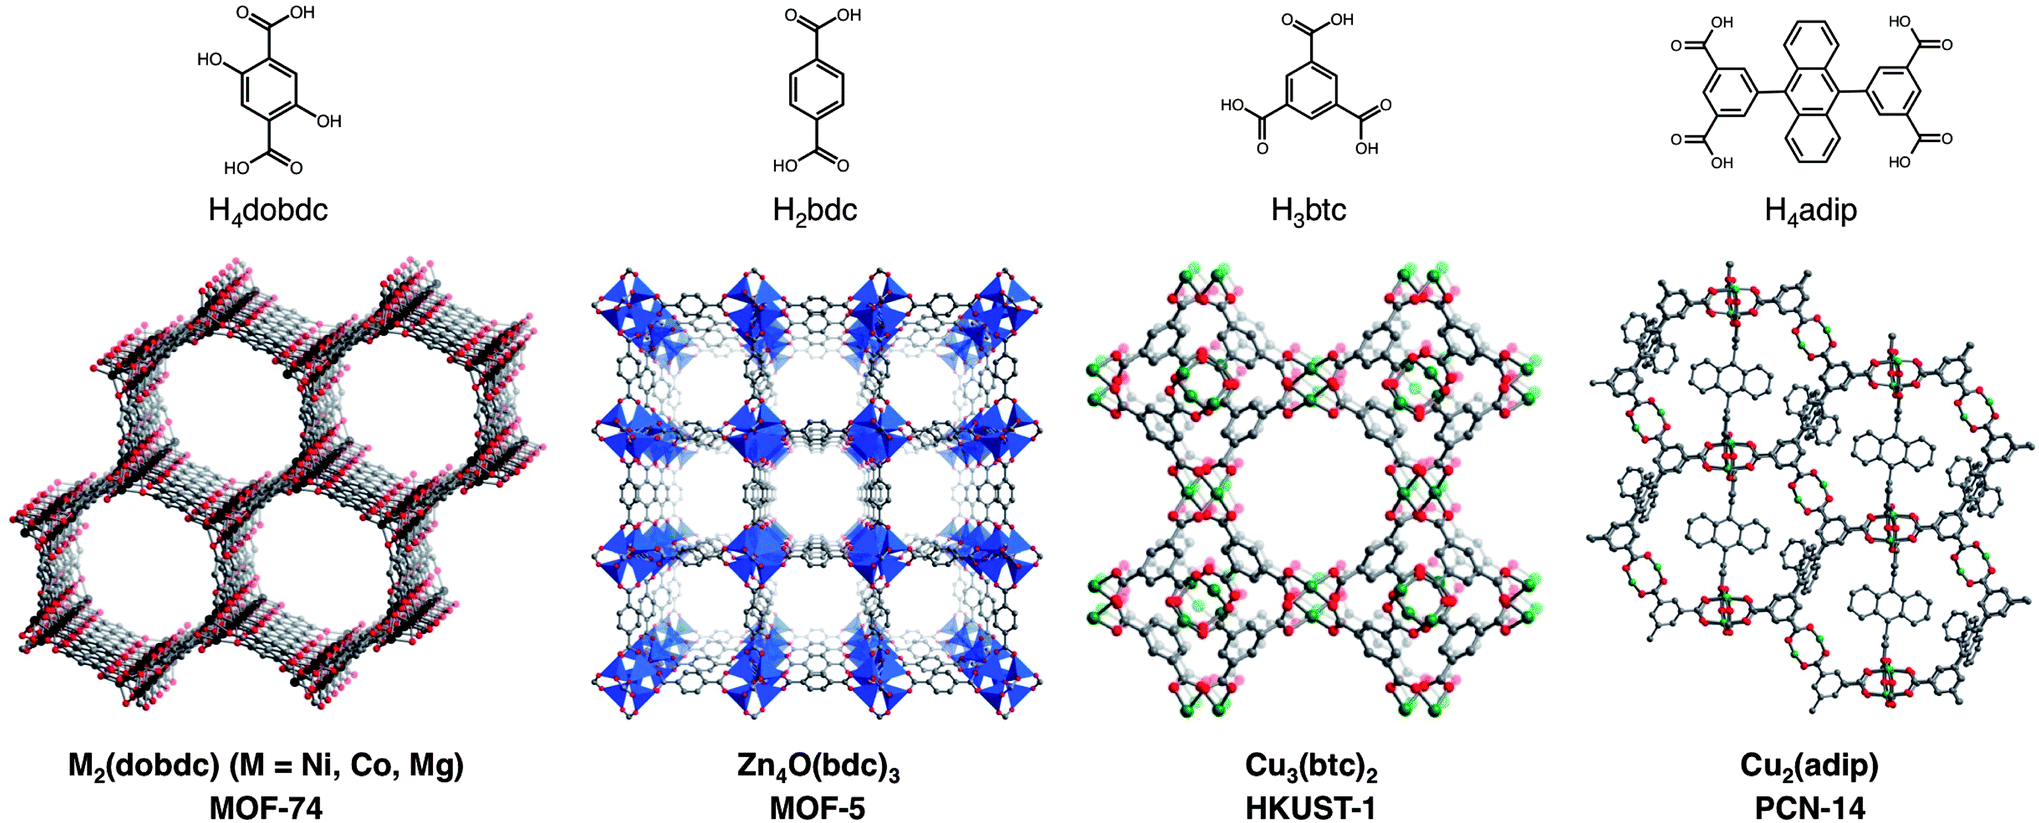 O OH
O OH
O OH
OH OH
HO
O O
HO O
OH
HO O
O OH
O O
HO O
HO O
OH HO
H4dobdc
H2bdc
H3btc
H4adip
M2(dobdc) (M = Ni, Co, Mg)
MOF-74
Zn4O(bdc)3
MOF-5
Cu3(btc)2
HKUST-1
Cu2(adip)
PCN-14